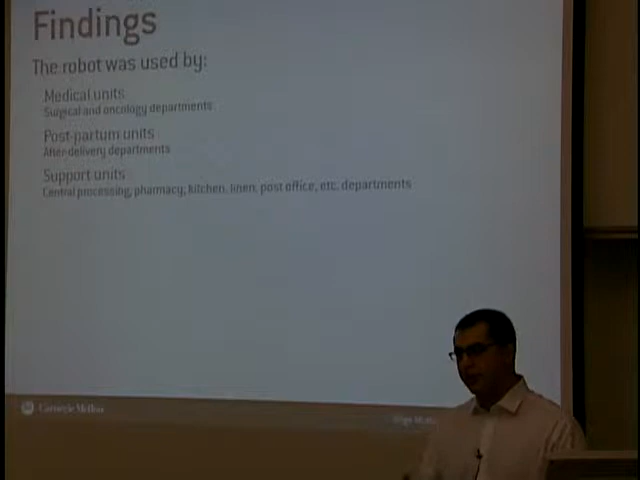 Findings
The robot was used by:
Medical units
Surgical and oncology departments
Post-partum units
After-delivery departments
Support units
Central processing, pharmacy, kitchen, linen, post office, etc. departments
Carnegie Mellon